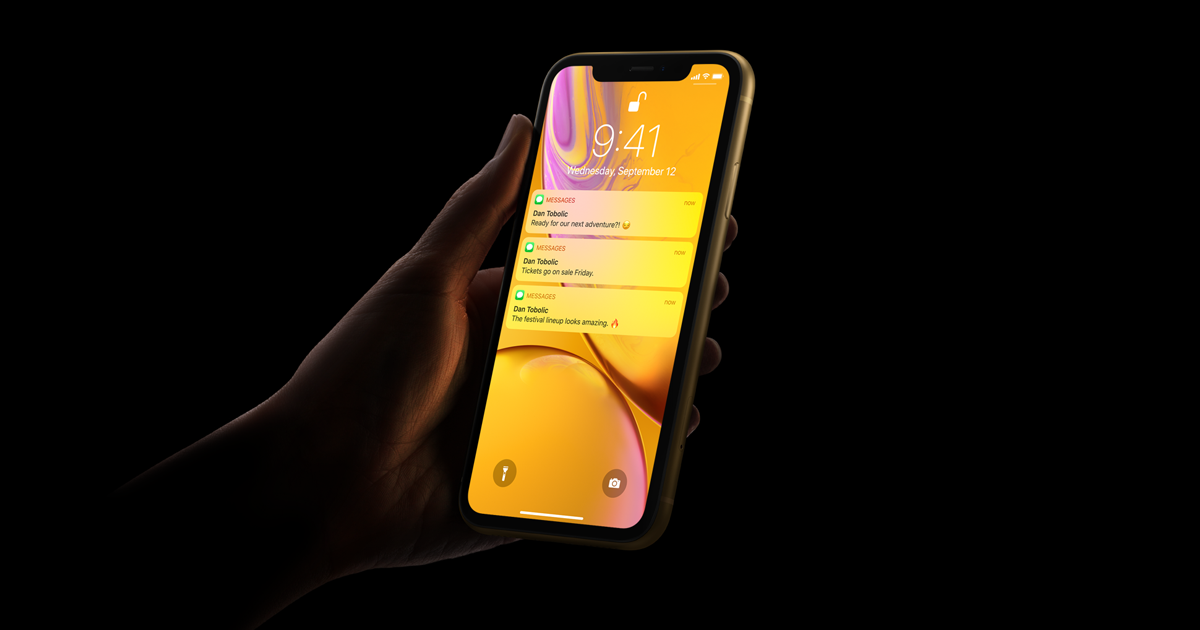 9:41
Wednesday, September 12
MESSAGES
now
Dan Tobolic
Ready for our next adventure?! 😜
MESSAGES
now
Dan Tobolic
Tickets go on sale Friday.
MESSAGES
now
Dan Tobolic
The festival lineup looks amazing. 🔥